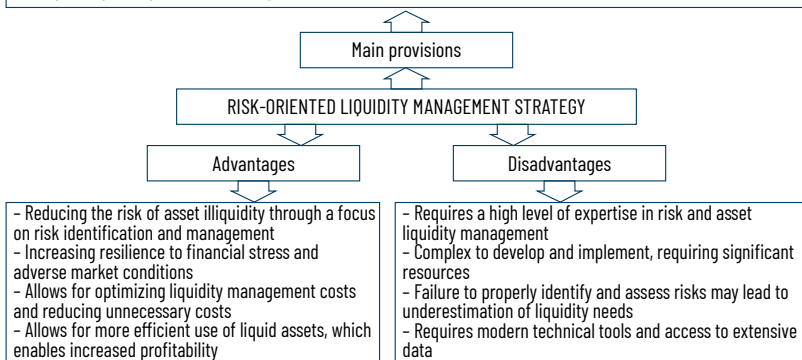 Main provisions
RISK-ORIENTED LIQUIDITY MANAGEMENT STRATEGY
Advantages
Disadvantages
– Reducing the risk of asset illiquidity through a focus
on risk identification and management
– Increasing resilience to financial stress and
adverse market conditions
– Allows for optimizing liquidity management costs
and reducing unnecessary costs
– Allows for more efficient use of liquid assets, which
enables increased profitability
– Requires a high level of expertise in risk and asset
liquidity management
– Complex to develop and implement, requiring significant
resources
– Failure to properly identify and assess risks may lead to
underestimation of liquidity needs
– Requires modern technical tools and access to extensive
data